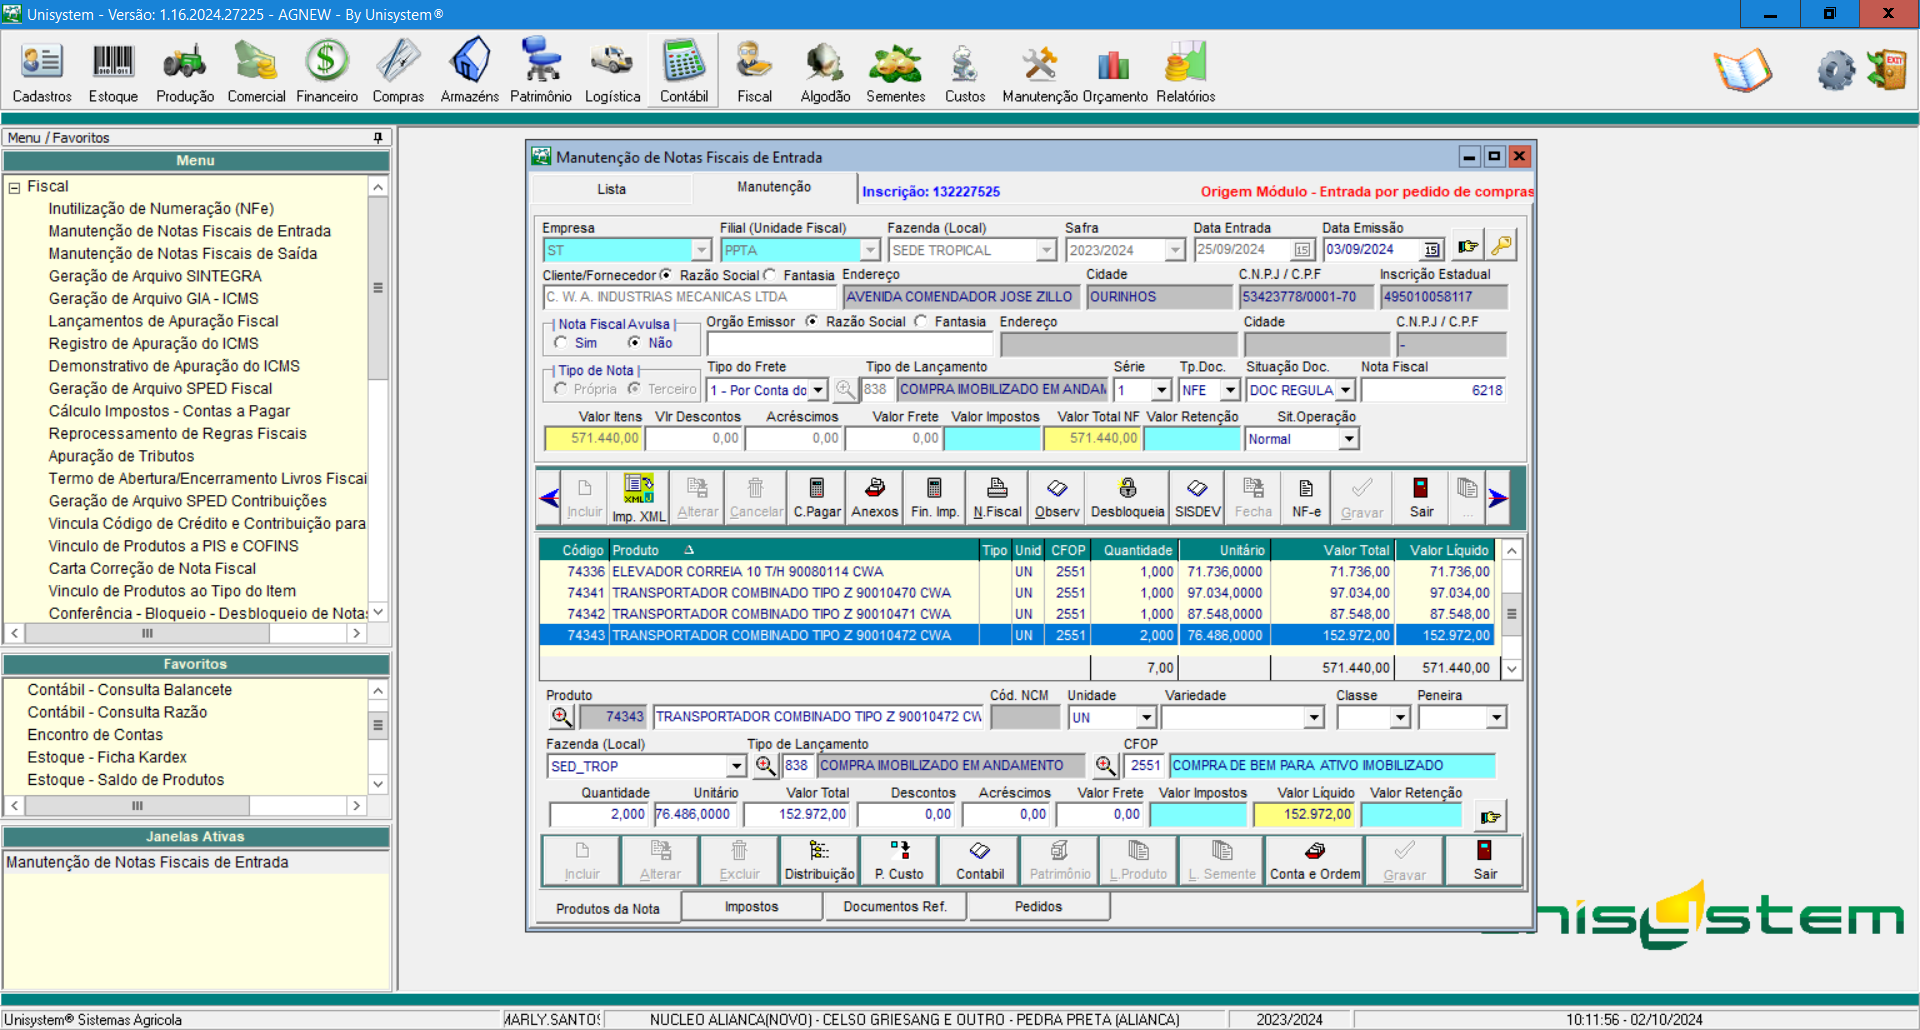 Unisystem - Versão: 1.16.2024.27225 - AGNEW - By Unisystem®
Cadastros Estoque Produção Comercial Financeiro Compras Armazéns Patrimônio Logística Contábil Fiscal Algodão Sementes Custos Manutenção Orçamento Relatórios
EXIT
Menu / Favoritos
Menu
Fiscal
Inutilização de Numeração (NFe)
Manutenção de Notas Fiscais de Entrada
Manutenção de Notas Fiscais de Saída
Geração de Arquivo SINTEGRA
Geração de Arquivo GIA - ICMS
Lançamentos de Apuração Fiscal
Registro de Apuração do ICMS
Demonstrativo de Apuração do ICMS
Geração de Arquivo SPED Fiscal
Cálculo Impostos - Contas a Pagar
Reprocessamento de Regras Fiscais
Apuração de Tributos
Termo de Abertura/Encerramento Livros Fiscai
Geração de Arquivo SPED Contribuições
Vincula Código de Crédito e Contribuição para
Vinculo de Produtos a PIS e COFINS
Carta Correção de Nota Fiscal
Vinculo de Produtos ao Tipo do Item
Conferência - Bloqueio - Desbloqueio de Notas
Favoritos
Contábil - Consulta Balancete
Contábil - Consulta Razão
Encontro de Contas
Estoque - Ficha Kardex
Estoque - Saldo de Produtos
Janelas Ativas
Manutenção de Notas Fiscais de Entrada
Manutenção de Notas Fiscais de Entrada
Lista Manutenção Inscrição: 132227525 Origem Módulo - Entrada por pedido de compras
Empresa Filial (Unidade Fiscal) Fazenda (Local) Safra Data Entrada Data Emissão
ST PPTA SEDE TROPICAL 2023/2024 25/09/2024 15 03/09/2024 15
Cliente/Fornecedor Razão Social Fantasia Endereço Cidade C.N.P.J / C.P.F Inscrição Estadual
C. W. A. INDUSTRIAS MECANICAS LTDA AVENIDA COMENDADOR JOSE ZILLO OURINHOS 53423778/0001-70 495010058117
Nota Fiscal Avulsa Orgão Emissor Razão Social Fantasia Endereço Cidade C.N.P.J / C.P.F
Sim Não -
Tipo de Nota Tipo do Frete Tipo de Lançamento Série Tp.Doc. Situação Doc. Nota Fiscal
Própria Terceiro 1 - Por Conta do 838 COMPRA IMOBILIZADO EM ANDAM 1 NFE DOC REGULA 6218
Valor Itens Vlr Descontos Acréscimos Valor Frete Valor Impostos Valor Total NF Valor Retenção Sit.Operação
571.440,00 0,00 0,00 0,00 571.440,00 Normal
Incluir Imp. XML Alterar Cancelar C.Pagar Anexos Fin. Imp. N.Fiscal Observ Desbloqueia SISDEV Fecha NF-e Gravar Sair ...
Código Produto Tipo Unid CFOP Quantidade Unitário Valor Total Valor Líquido
74336 ELEVADOR CORREIA 10 T/H 90080114 CWA UN 2551 1,000 71.736,0000 71.736,00 71.736,00
74341 TRANSPORTADOR COMBINADO TIPO Z 90010470 CWA UN 2551 1,000 97.034,0000 97.034,00 97.034,00
74342 TRANSPORTADOR COMBINADO TIPO Z 90010471 CWA UN 2551 1,000 87.548,0000 87.548,00 87.548,00
74343 TRANSPORTADOR COMBINADO TIPO Z 90010472 CWA UN 2551 2,000 76.486,0000 152.972,00 152.972,00
7,00 571.440,00 571.440,00
Produto Cód. NCM Unidade Variedade Classe Peneira
74343 TRANSPORTADOR COMBINADO TIPO Z 90010472 CW UN
Fazenda (Local) Tipo de Lançamento CFOP
SED_TROP 838 COMPRA IMOBILIZADO EM ANDAMENTO 2551 COMPRA DE BEM PARA ATIVO IMOBILIZADO
Quantidade Unitário Valor Total Descontos Acréscimos Valor Frete Valor Impostos Valor Líquido Valor Retenção
2,000 76.486,0000 152.972,00 0,00 0,00 0,00 152.972,00
Incluir Alterar Excluir Distribuição P. Custo Contabil Patrimônio L.Produto L. Semente Conta e Ordem Gravar Sair
Produtos da Nota Impostos Documentos Ref. Pedidos
nisystem
Unisystem® Sistemas Agricola MARLY.SANTOS NUCLEO ALIANCA(NOVO) - CELSO GRIESANG E OUTRO - PEDRA PRETA (ALIANCA) 2023/2024 10:11:56 - 02/10/2024